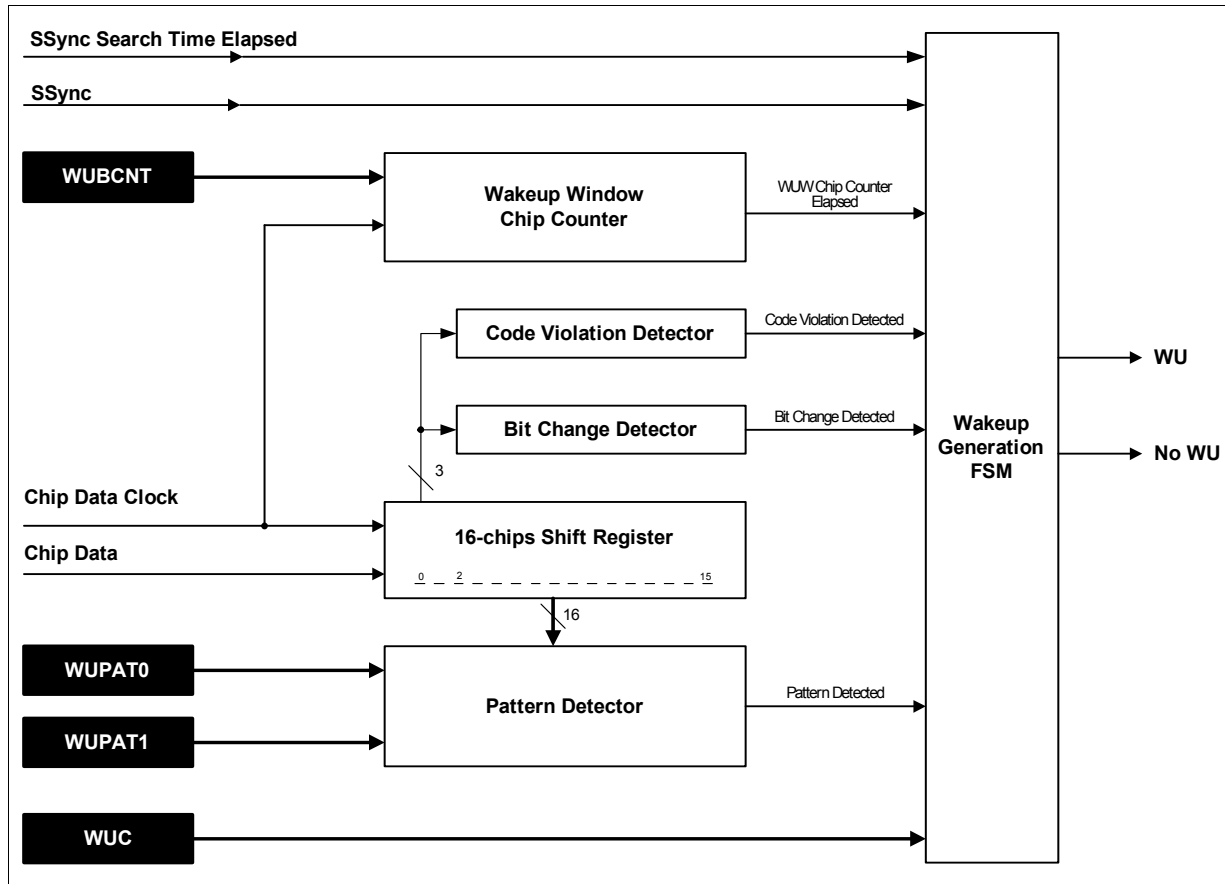 SSync Search Time Elapsed
SSync
WUBCNT
Wakeup Window
Chip Counter
WUW Chip Counter
Elapsed
Code Violation Detector
Code Violation Detected
Bit Change Detector
Bit Change Detected
Wakeup
Generation
FSM
WU
No WU
3
Chip Data Clock
Chip Data
16-chips Shift Register
0 2 15
16
WUPAT0
WUPAT1
Pattern Detector
Pattern Detected
WUC